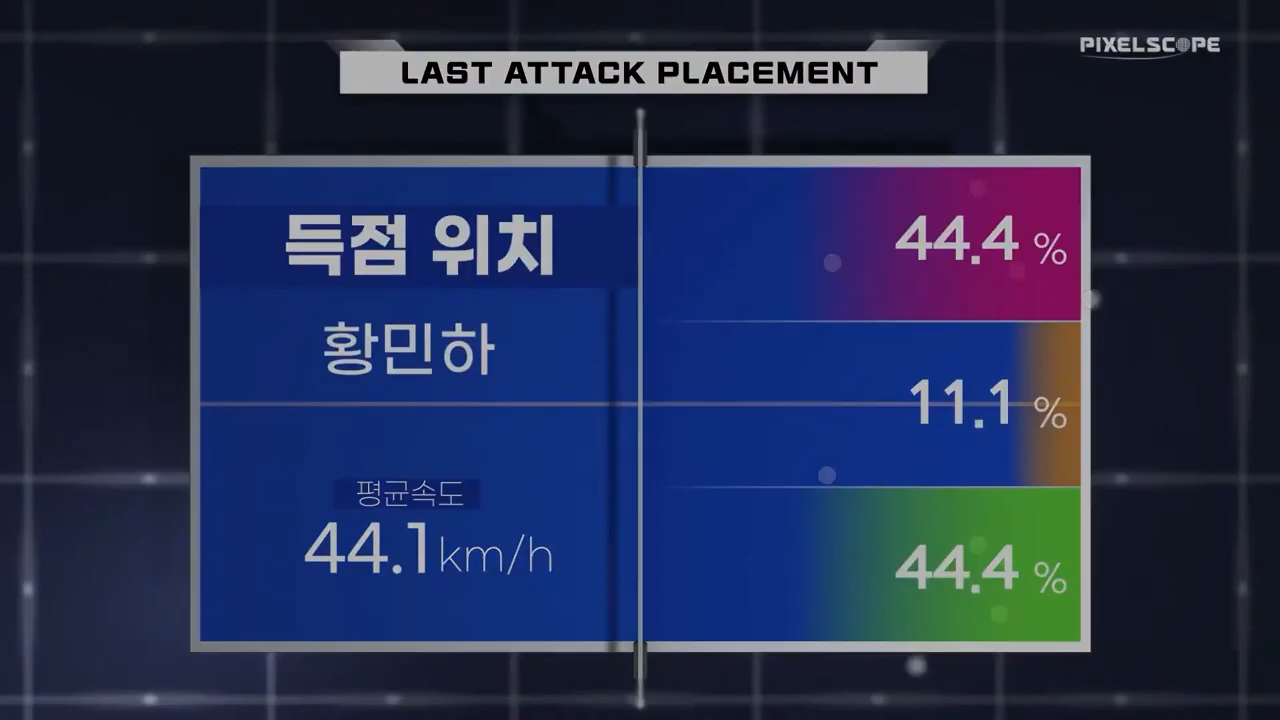 PIXELSCOPE
LAST ATTACK PLACEMENT
득점 위치
황민하
평균속도
44.1km/h
44.4 %
11.1 %
44.4 %